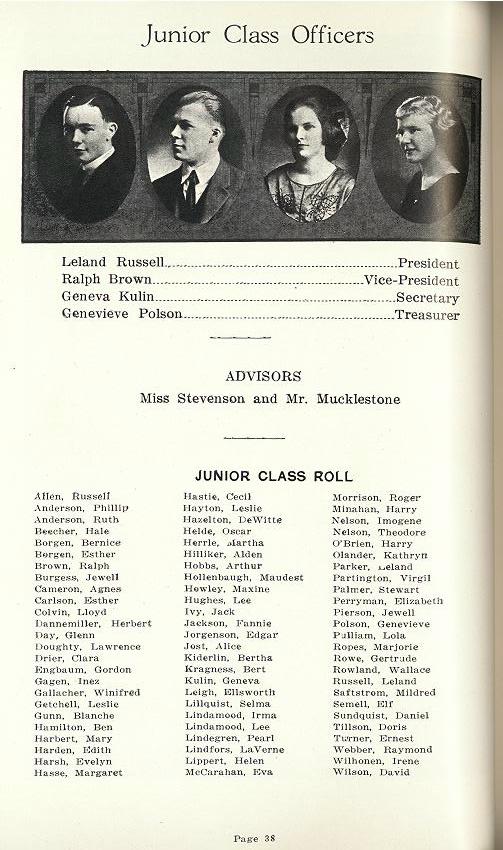 Junior Class Officers
Leland Russell President
Ralph Brown Vice-President
Geneva Kulin Secretary
Genevieve Polson Treasurer
ADVISORS
Miss Stevenson and Mr. Mucklestone
JUNIOR CLASS ROLL
Allen, Russell
Anderson, Phillip
Anderson, Ruth
Beecher, Hale
Borgen, Bernice
Borgen, Esther
Brown, Ralph
Burgess, Jewell
Cameron, Agnes
Carlson, Esther
Colvin, Lloyd
Dannemiller, Herbert
Day, Glenn
Doughty, Lawrence
Drier, Clara
Engbaum, Gordon
Gagen, Inez
Gallacher, Winifred
Getchell, Leslie
Gunn, Blanche
Hamilton, Ben
Harbert, Mary
Harden, Edith
Harsh, Evelyn
Hasse, Margaret
Hastie, Cecil
Hayton, Leslie
Hazelton, DeWitte
Helde, Oscar
Herrle, Martha
Hilliker, Alden
Hobbs, Arthur
Hollenbaugh, Maudest
Howley, Maxine
Hughes, Lee
Ivy, Jack
Jackson, Fannie
Jorgenson, Edgar
Jost, Alice
Kiderlin, Bertha
Kragness, Bert
Kulin, Geneva
Leigh, Ellsworth
Lillquist, Selma
Lindamood, Irma
Lindamood, Lee
Lindegren, Pearl
Lindfors, LaVerne
Lippert, Helen
McCarahan, Eva
Morrison, Roger
Minahan, Harry
Nelson, Imogene
Nelson, Theodore
O'Brien, Harry
Olander, Kathryn
Parker, Leland
Partington, Virgil
Palmer, Stewart
Perryman, Elizabeth
Pierson, Jewell
Polson, Genevieve
Pulliam, Lola
Ropes, Marjorie
Rowe, Gertrude
Rowland, Wallace
Russell, Leland
Saftstrom, Mildred
Semell, Elf
Sundquist, Daniel
Tillson, Doris
Turner, Ernest
Webber, Raymond
Wilhonen, Irene
Wilson, David
Page 38